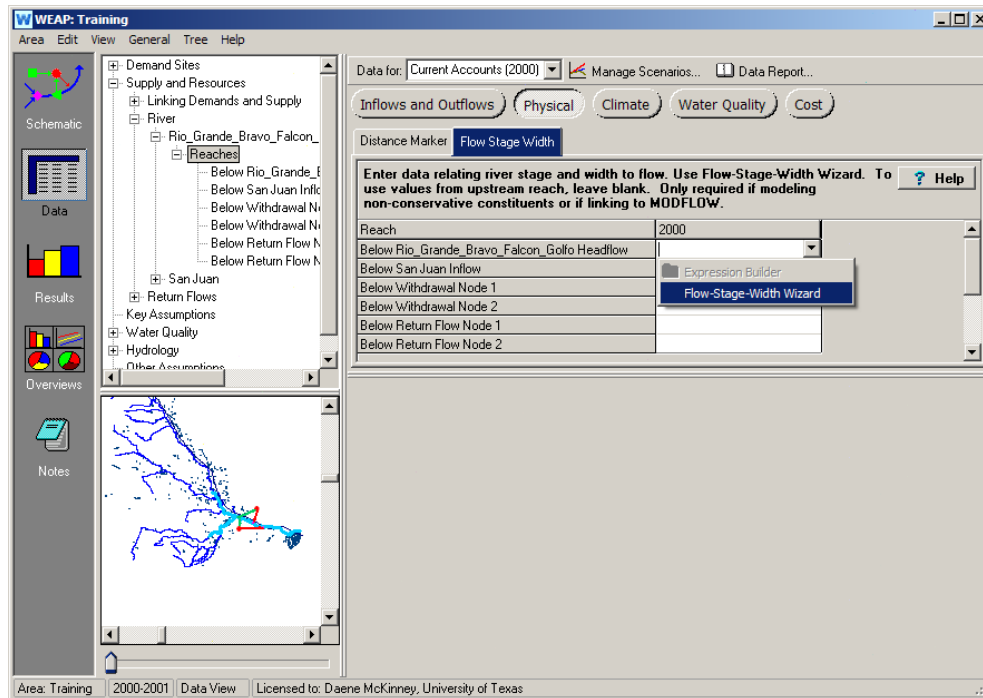 WEAP: Training
Area Edit View General Tree Help
Schematic
Data
Results
Overviews
Notes
Demand Sites
Supply and Resources
Linking Demands and Supply
River
Rio_Grande_Bravo_Falcon_
Reaches
Below Rio_Grande_E
Below San Juan Inflo
Below Withdrawal No
Below Withdrawal No
Below Return Flow N
Below Return Flow N
San Juan
Return Flows
Key Assumptions
Water Quality
Hydrology
Other Assumptions
Data for: Current Accounts (2000) Manage Scenarios... Data Report...
Inflows and Outflows Physical Climate Water Quality Cost
Distance Marker Flow Stage Width
Enter data relating river stage and width to flow. Use Flow-Stage-Width Wizard. To
use values from upstream reach, leave blank. Only required if modeling
non-conservative constituents or if linking to MODFLOW.
? Help
Reach 2000
Below Rio_Grande_Bravo_Falcon_Golfo Headflow
Below San Juan Inflow
Below Withdrawal Node 1
Below Withdrawal Node 2
Below Return Flow Node 1
Below Return Flow Node 2
Expression Builder
Flow-Stage-Width Wizard
Area: Training 2000-2001 Data View Licensed to: Daene McKinney, University of Texas